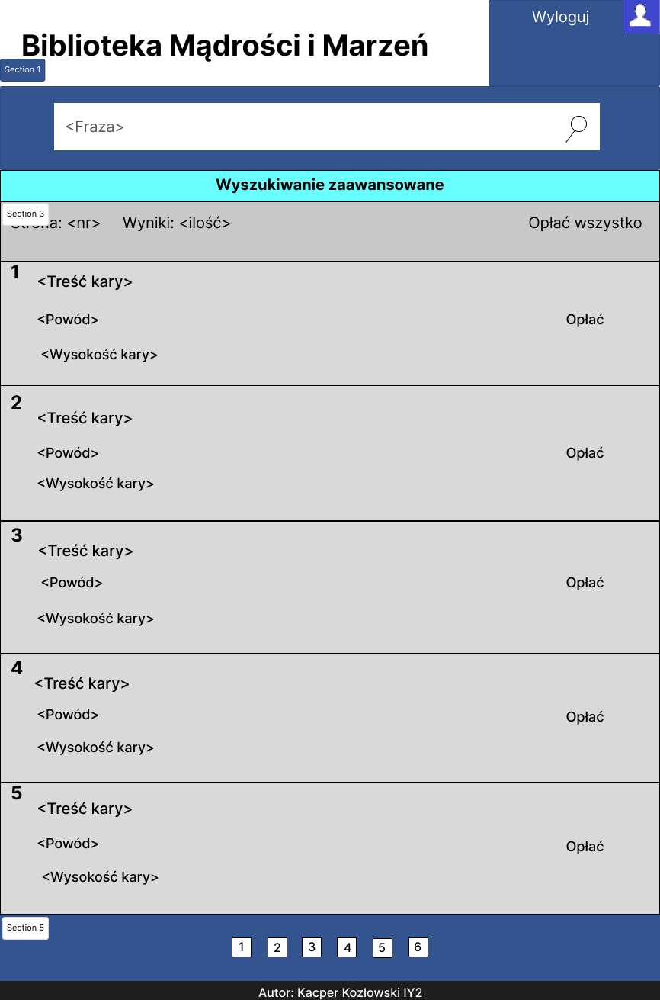 Wyloguj
Biblioteka Mądrości i Marzeń
Section 1
<Fraza>
Wyszukiwanie zaawansowane
Section 3
Strona: <nr> Wyniki: <ilość> Opłać wszystko
1
<Treść kary>
<Powód> Opłać
<Wysokość kary>
2
<Treść kary>
<Powód> Opłać
<Wysokość kary>
3
<Treść kary>
<Powód> Opłać
<Wysokość kary>
4
<Treść kary>
<Powód> Opłać
<Wysokość kary>
5
<Treść kary>
<Powód> Opłać
<Wysokość kary>
Section 5
1 2 3 4 5 6
Autor: Kacper Kozłowski IY2